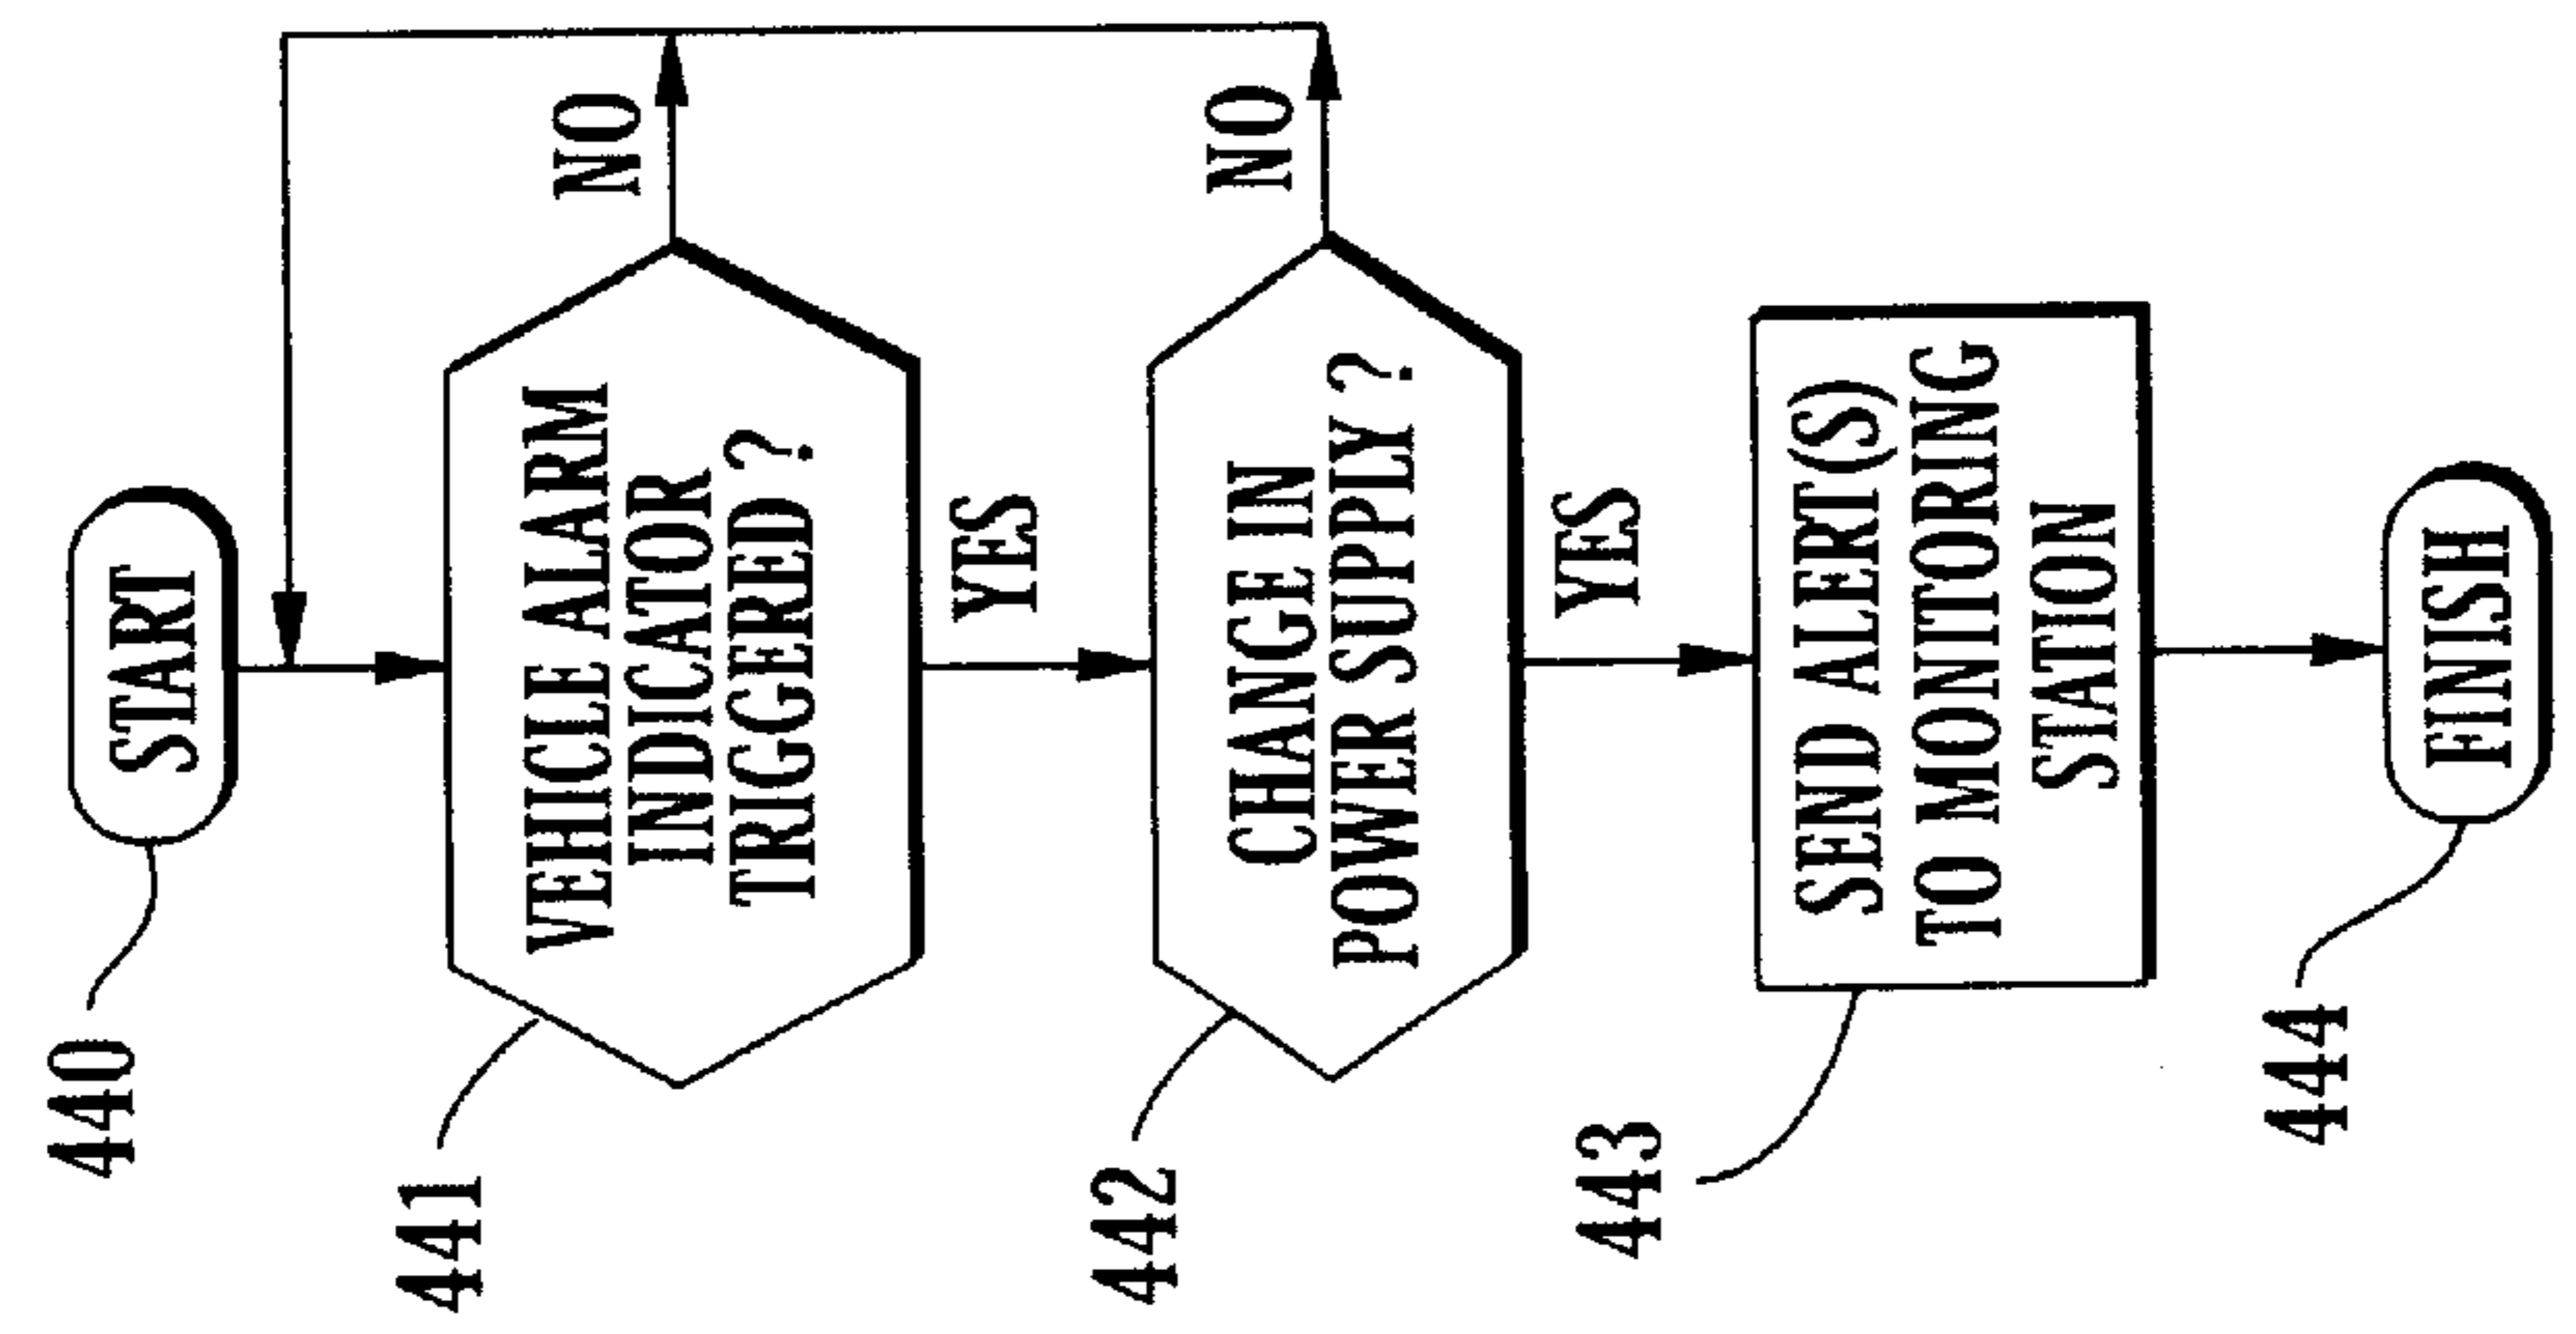 440
START
441
VEHICLE ALARM
INDICATOR
TRIGGERED ?
NO
YES
442
CHANGE IN
POWER SUPPLY ?
NO
YES
443
SEND ALERT(S)
TO MONITORING
STATION
444
FINISH